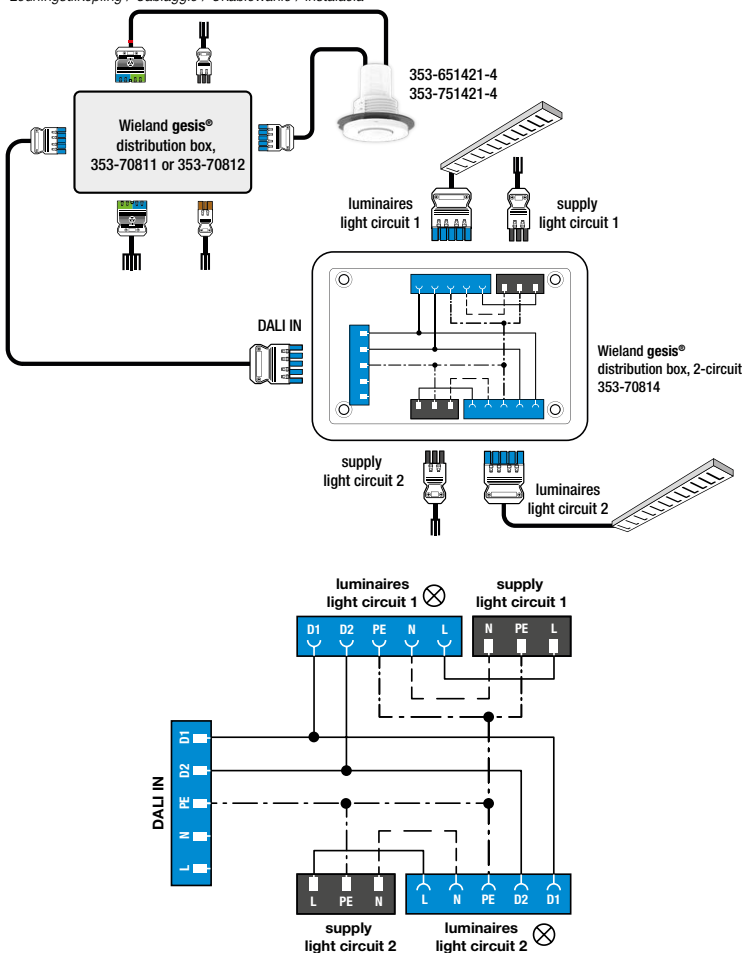 353-651421-4
353-751421-4
Wieland gesis®
distribution box,
353-70811 or 353-70812
luminaires
light circuit 1
supply
light circuit 1
DALI IN
Wieland gesis®
distribution box, 2-circuit
353-70814
supply
light circuit 2
luminaires
light circuit 2
luminaires
light circuit 1
supply
light circuit 1
D1 D2 PE N L
N PE L
DALI IN
D1
D2
PE
N
L
L PE N
L N PE D2 D1
supply
light circuit 2
luminaires
light circuit 2